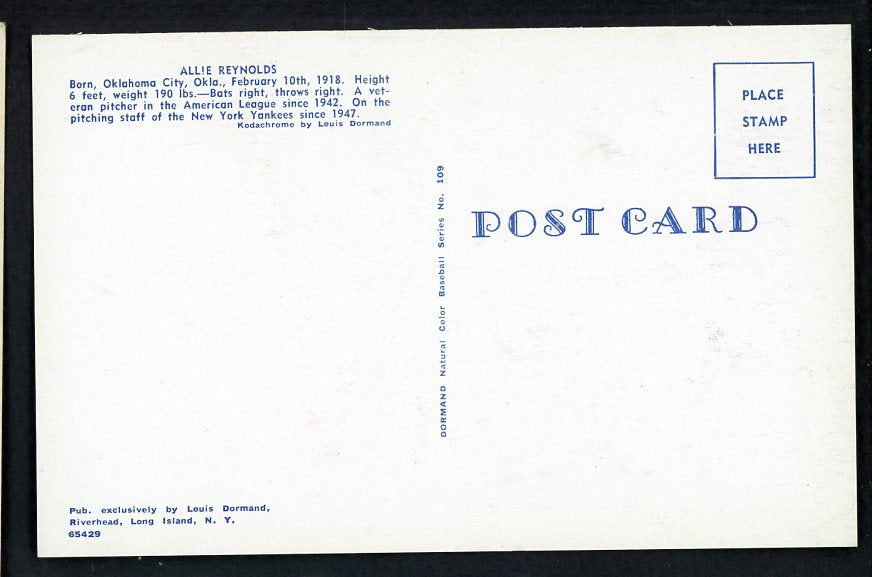 ALLIE REYNOLDS
Born, Oklahoma City, Okla., February 10th, 1918. Height
6 feet, weight 190 lbs.—Bats right, throws right. A vet-
eran pitcher in the American League since 1942. On the
pitching staff of the New York Yankees since 1947.
Kodachrome by Louis Dormand
PLACE
STAMP
HERE
DORMAND Natural Color Baseball Series No. 109
POST CARD
Pub. exclusively by Louis Dormand,
Riverhead, Long Island, N. Y.
65429